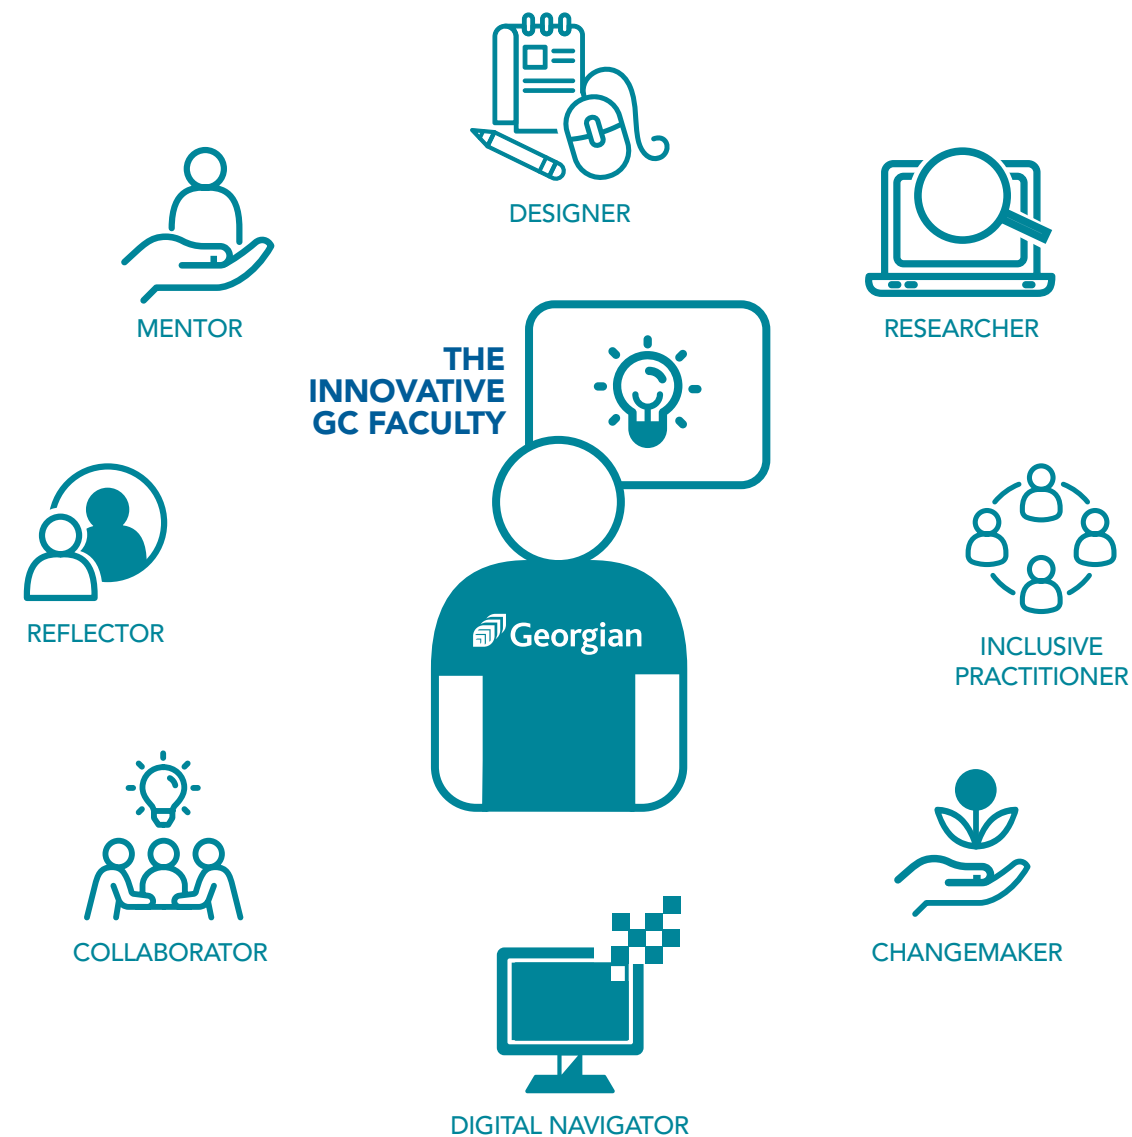 DESIGNER
MENTOR
RESEARCHER
THE
INNOVATIVE
GC FACULTY
REFLECTOR
Georgian
INCLUSIVE
PRACTITIONER
COLLABORATOR
CHANGEMAKER
DIGITAL NAVIGATOR